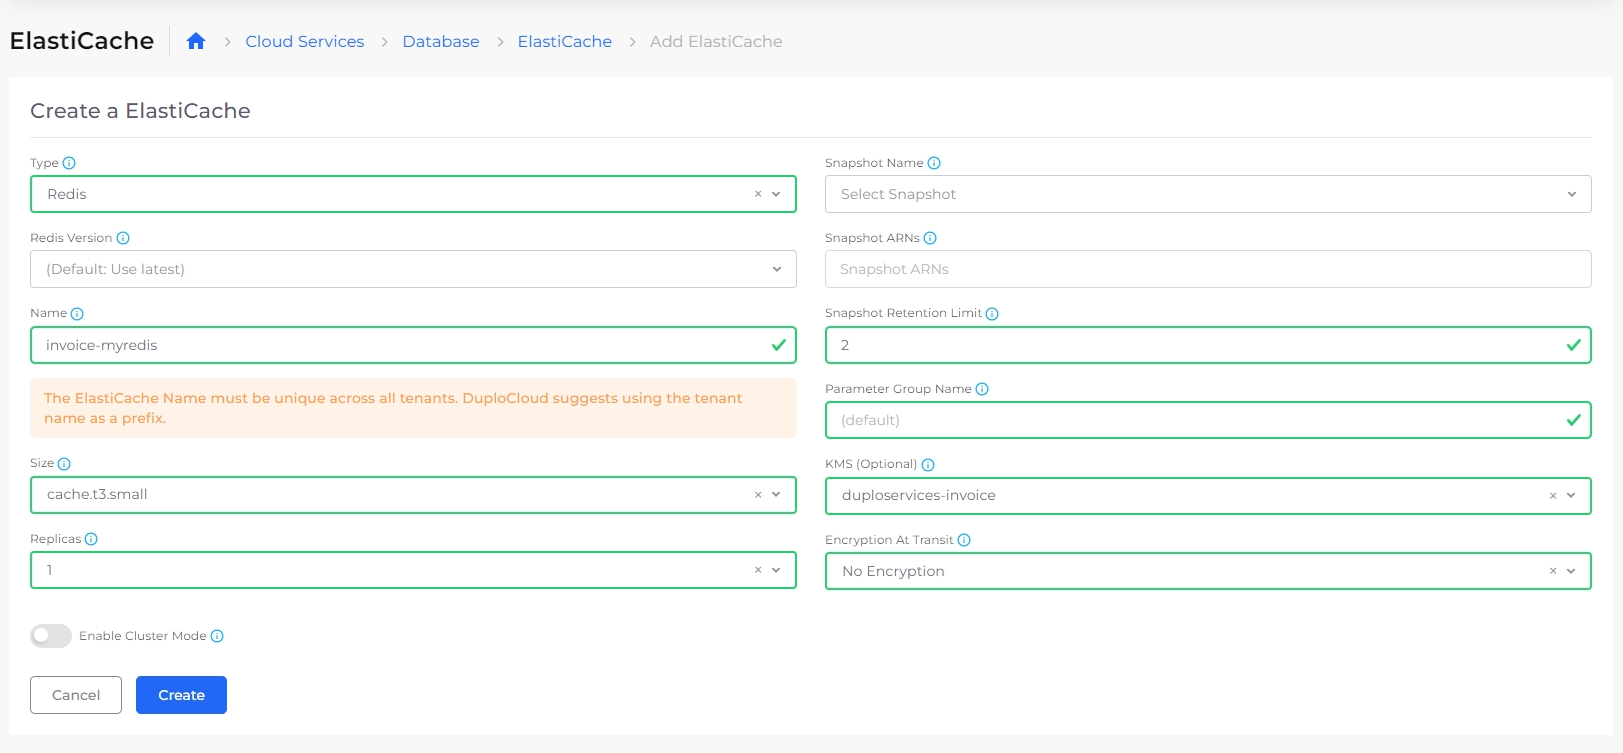 ElastiCache
Cloud Services
Database
ElastiCache
Add ElastiCache
Create a ElastiCache
Type
Redis
Redis Version
(Default: Use latest)
Name
invoice-myredis
The ElastiCache Name must be unique across all tenants. DuploCloud suggests using the tenant
name as a prefix.
Size
cache.t3.small
Replicas
1
Enable Cluster Mode
Cancel
Create
Snapshot Name
Select Snapshot
Snapshot ARNs
Snapshot ARNs
Snapshot Retention Limit
2
Parameter Group Name
(default)
KMS (Optional)
duploservices-invoice
Encryption At Transit
No Encryption